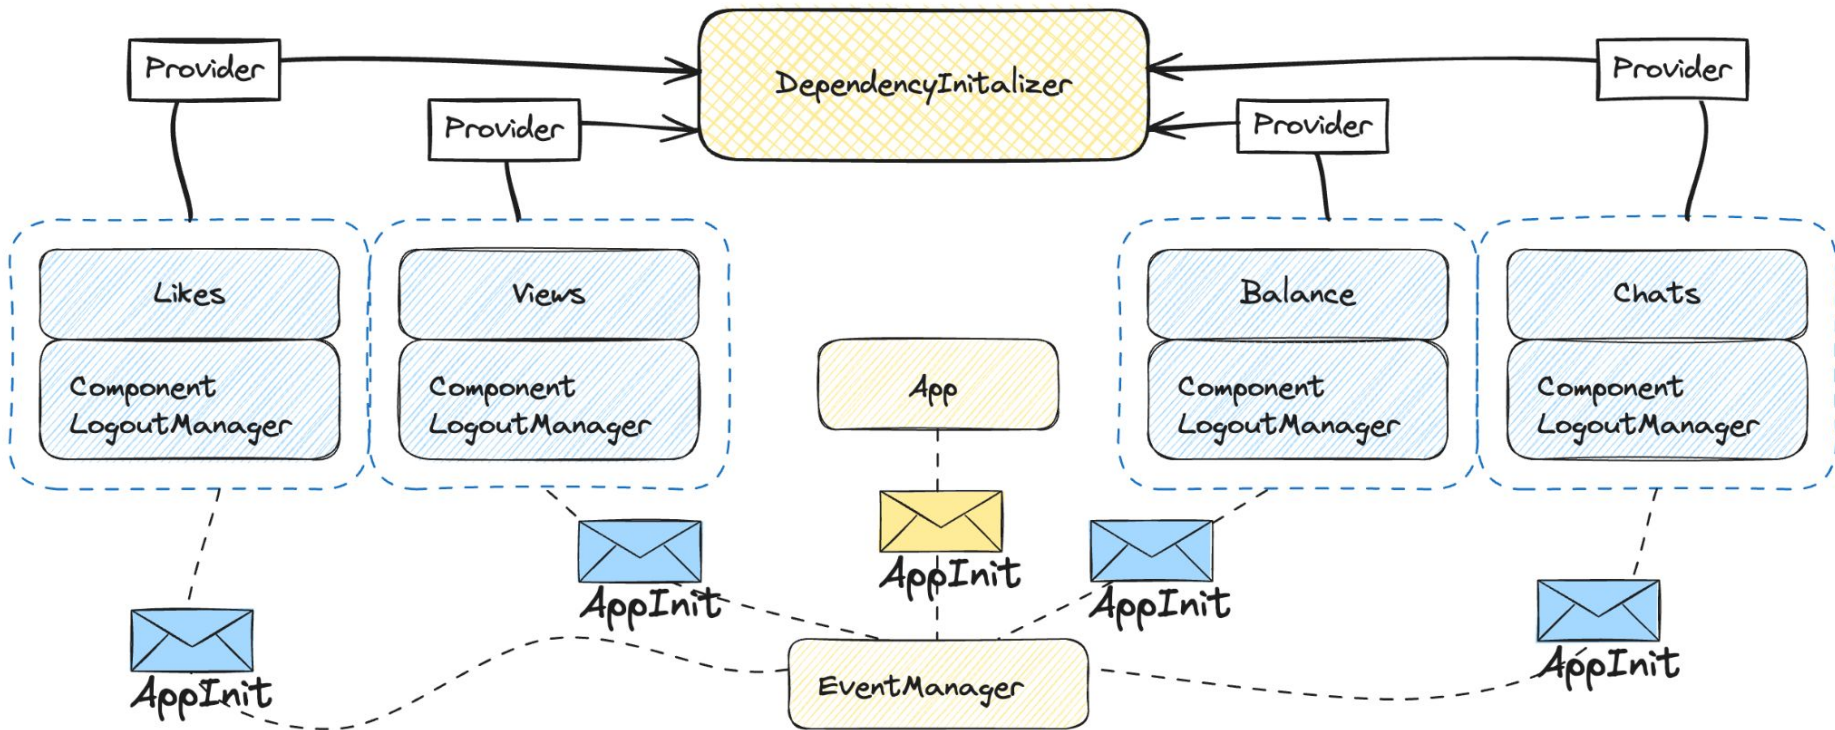 Provider
DependencyInitalizer
Provider
Provider
Provider
Likes
Views
Balance
Chats
Component
LogoutManager
Component
LogoutManager
App
Component
LogoutManager
Component
LogoutManager
AppInit
AppInit
AppInit
AppInit
AppInit
EventManager